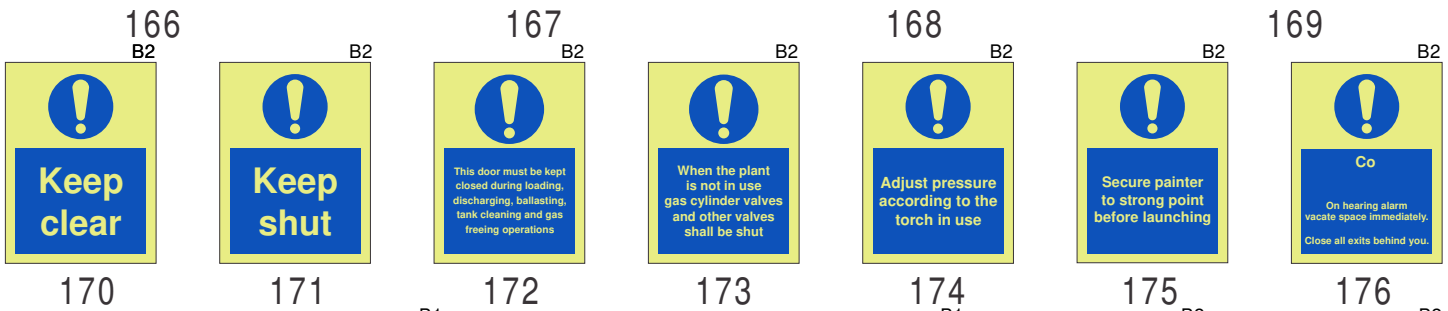 166 167 168 169
B2 B2 B2 B2 B2 B2 B2
Keep
clear
Keep
shut
This door must be kept
closed during loading,
discharging, ballasting,
tank cleaning and gas
freeing operations
When the plant
is not in use
gas cylinder valves
and other valves
shall be shut
Adjust pressure
according to the
torch in use
Secure painter
to strong point
before launching
Co
On hearing alarm
vacate space immediately.
Close all exits behind you.
170 171 172 173 174 175 176